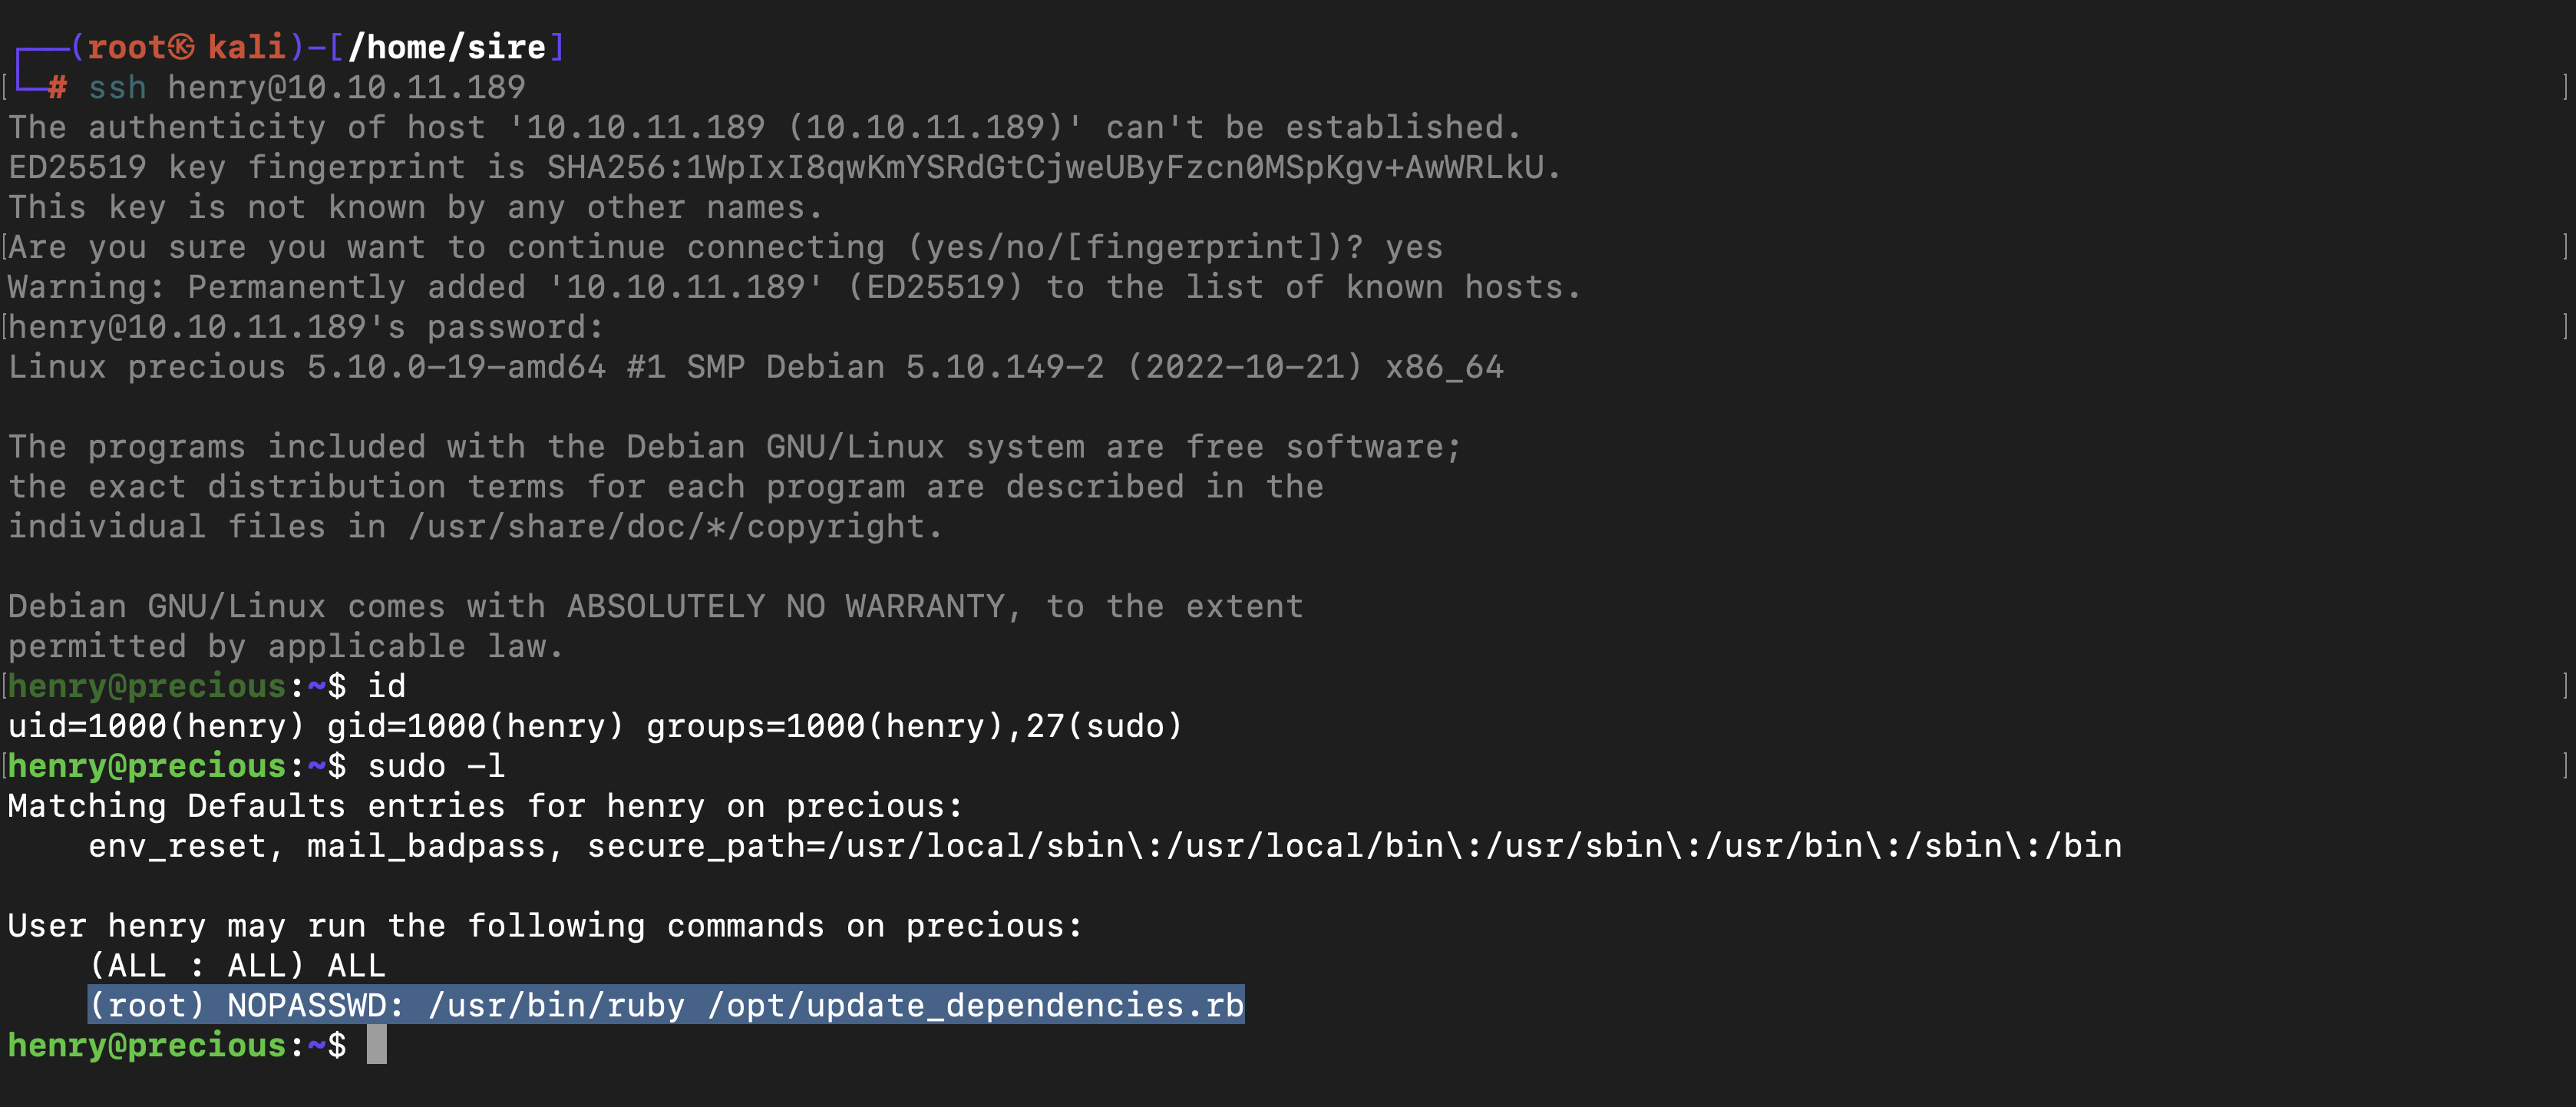 ┌──(root㉿kali)-[/home/sire]
└─# ssh henry@10.10.11.189
The authenticity of host '10.10.11.189 (10.10.11.189)' can't be established.
ED25519 key fingerprint is SHA256:1WpIxI8qwKmYSRdGtCjweUByFzcn0MSpKgv+AwWRLkU.
This key is not known by any other names.
Are you sure you want to continue connecting (yes/no/[fingerprint])? yes
Warning: Permanently added '10.10.11.189' (ED25519) to the list of known hosts.
henry@10.10.11.189's password:
Linux precious 5.10.0-19-amd64 #1 SMP Debian 5.10.149-2 (2022-10-21) x86_64

The programs included with the Debian GNU/Linux system are free software;
the exact distribution terms for each program are described in the
individual files in /usr/share/doc/*/copyright.

Debian GNU/Linux comes with ABSOLUTELY NO WARRANTY, to the extent
permitted by applicable law.
henry@precious:~$ id
uid=1000(henry) gid=1000(henry) groups=1000(henry),27(sudo)
henry@precious:~$ sudo -l
Matching Defaults entries for henry on precious:
    env_reset, mail_badpass, secure_path=/usr/local/sbin\:/usr/local/bin\:/usr/sbin\:/usr/bin\:/sbin\:/bin

User henry may run the following commands on precious:
    (ALL : ALL) ALL
    (root) NOPASSWD: /usr/bin/ruby /opt/update_dependencies.rb
henry@precious:~$